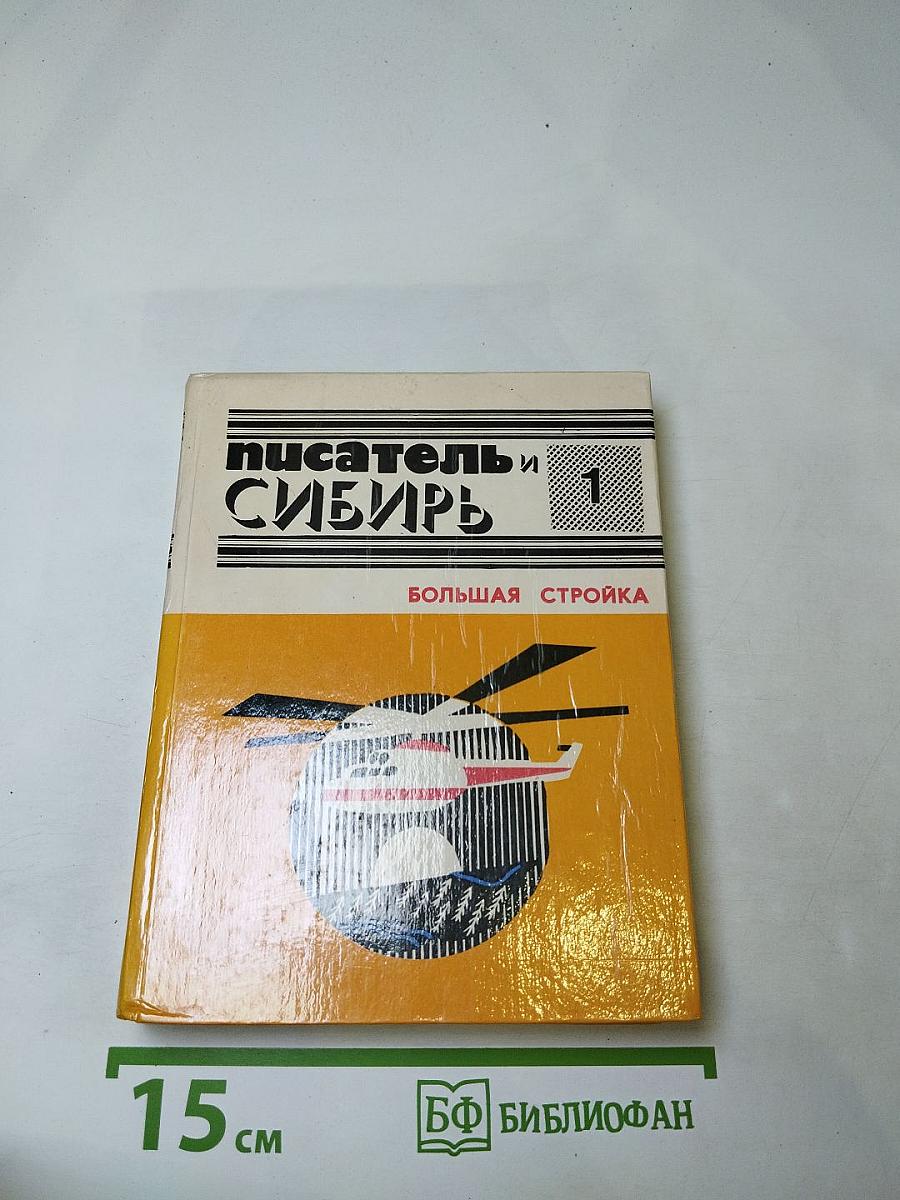 писатель и
СИБИРЬ
1
БОЛЬШАЯ СТРОЙКА
15 см
БФ БИБЛИОФАН